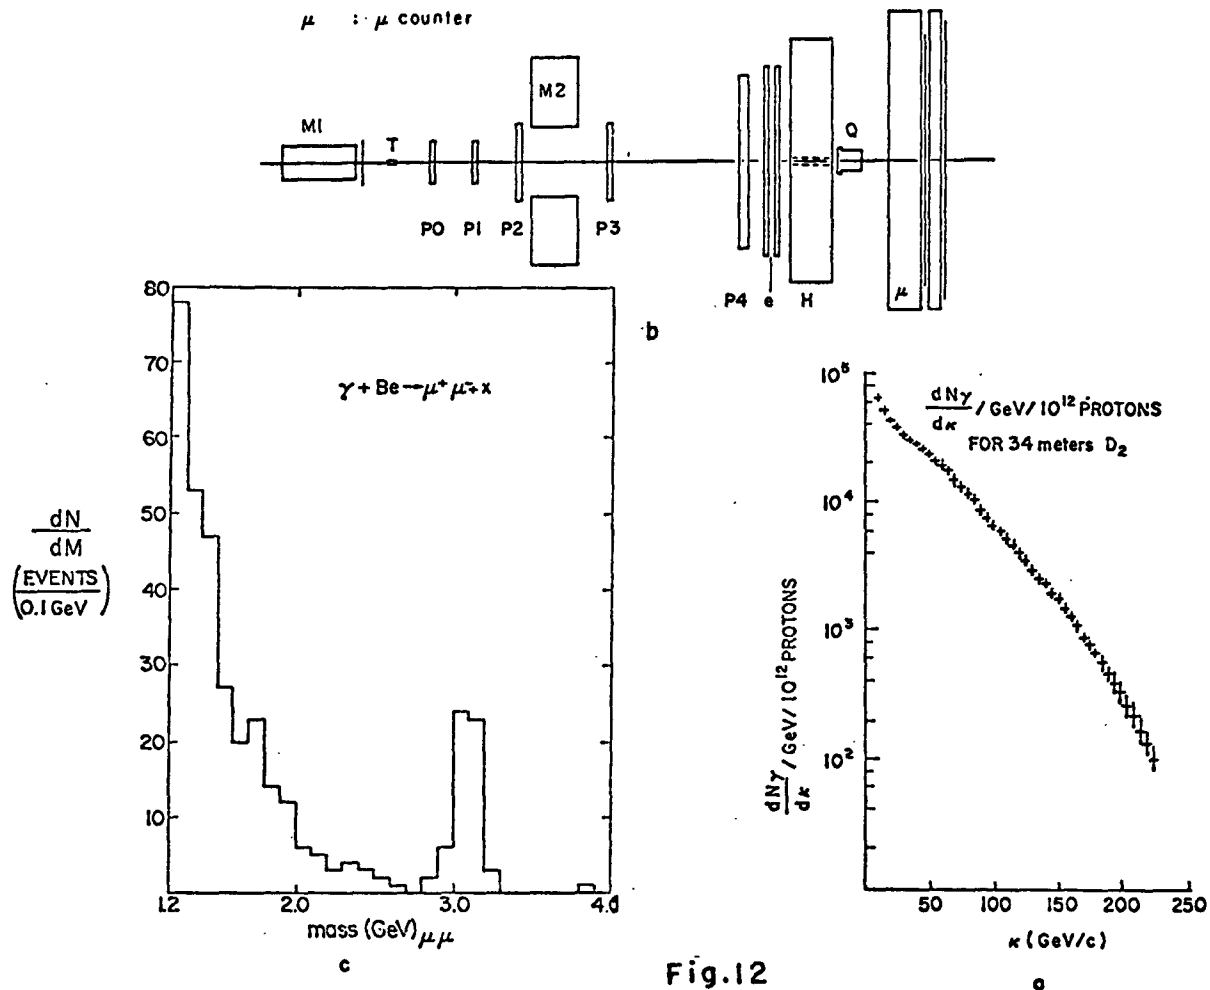 μ : μ counter
M1
T
M2
Q
P0 P1 P2 P3
P4 e H μ
b
80
70
60
50
40
30
20
10
dN
dM
(EVENTS
0.1 GeV)
γ + Be → μ+ μ- + x
1.2 2.0 3.0 4.0
mass (GeV) μμ
c
10⁵
10⁴
10³
10²
dNγ
dκ / GeV / 10¹² PROTONS
FOR 34 meters D₂
dNγ
dκ / GeV / 10¹² PROTONS
50 100 150 200 250
κ (GeV/c)
a
Fig.12